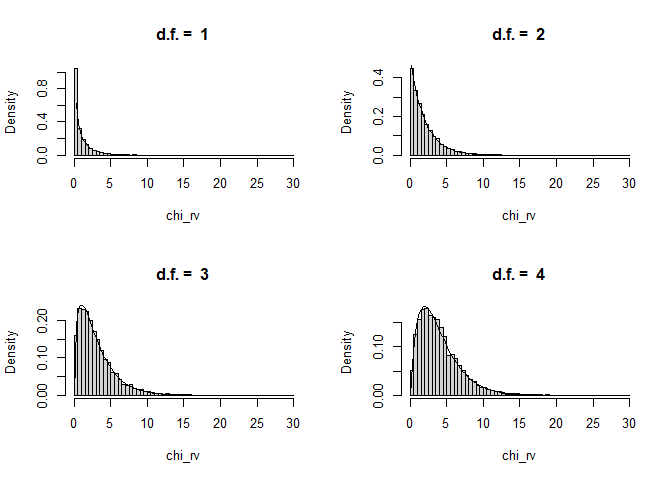 d.f. = 1
Density
0.0 0.4 0.8
0 5 10 15 20 25 30
chi_rv
d.f. = 2
Density
0.0 0.2 0.4
0 5 10 15 20 25 30
chi_rv
d.f. = 3
Density
0.00 0.10 0.20
0 5 10 15 20 25 30
chi_rv
d.f. = 4
Density
0.00 0.10
0 5 10 15 20 25 30
chi_rv